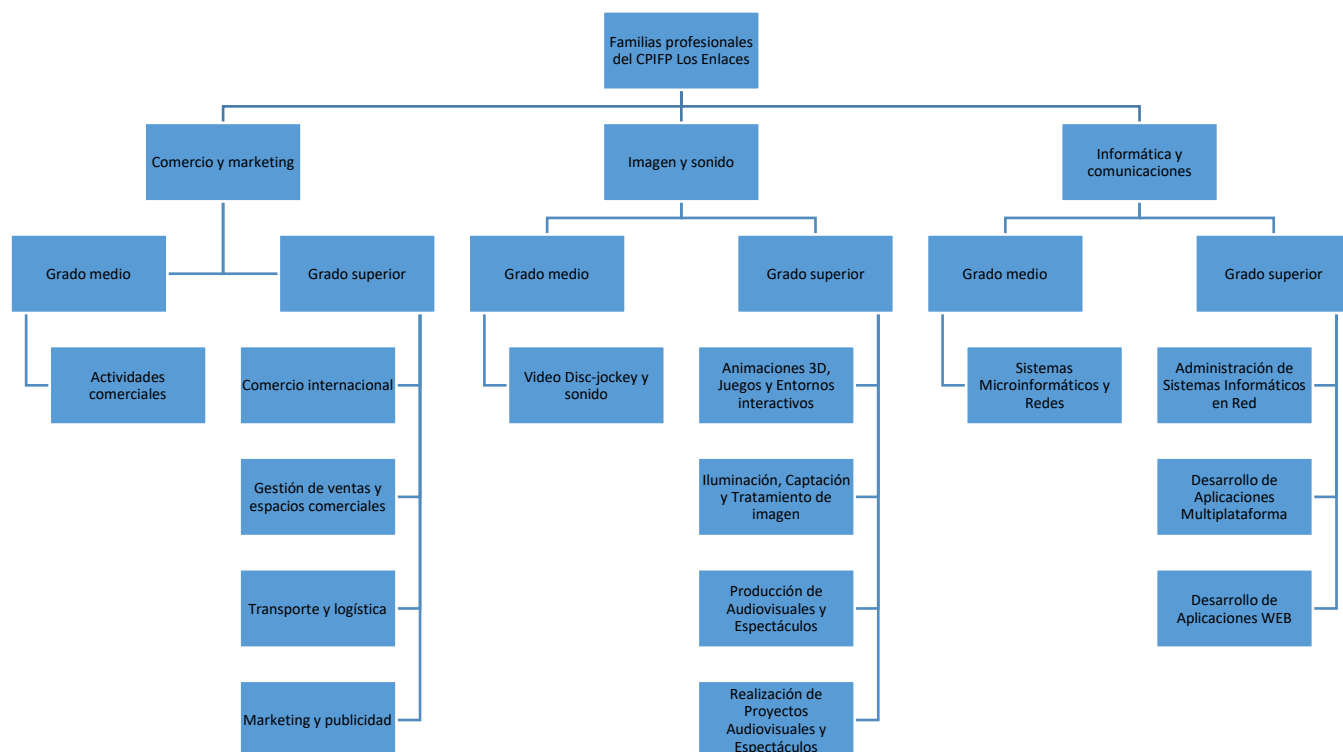 Familias profesionales
del CPIFP Los Enlaces
Comercio y marketing
Imagen y sonido
Informática y
comunicaciones
Grado medio
Grado superior
Grado medio
Grado superior
Grado medio
Grado superior
Actividades
comerciales
Comercio internacional
Gestión de ventas y
espacios comerciales
Transporte y logística
Marketing y publicidad
Video Disc-jockey y
sonido
Animaciones 3D,
Juegos y Entornos
interactivos
Iluminación, Captación
y Tratamiento de
imagen
Producción de
Audiovisuales y
Espectáculos
Realización de
Proyectos
Audiovisuales y
Espectáculos
Sistemas
Microinformáticos y
Redes
Administración de
Sistemas Informáticos
en Red
Desarrollo de
Aplicaciones
Multiplataforma
Desarrollo de
Aplicaciones WEB